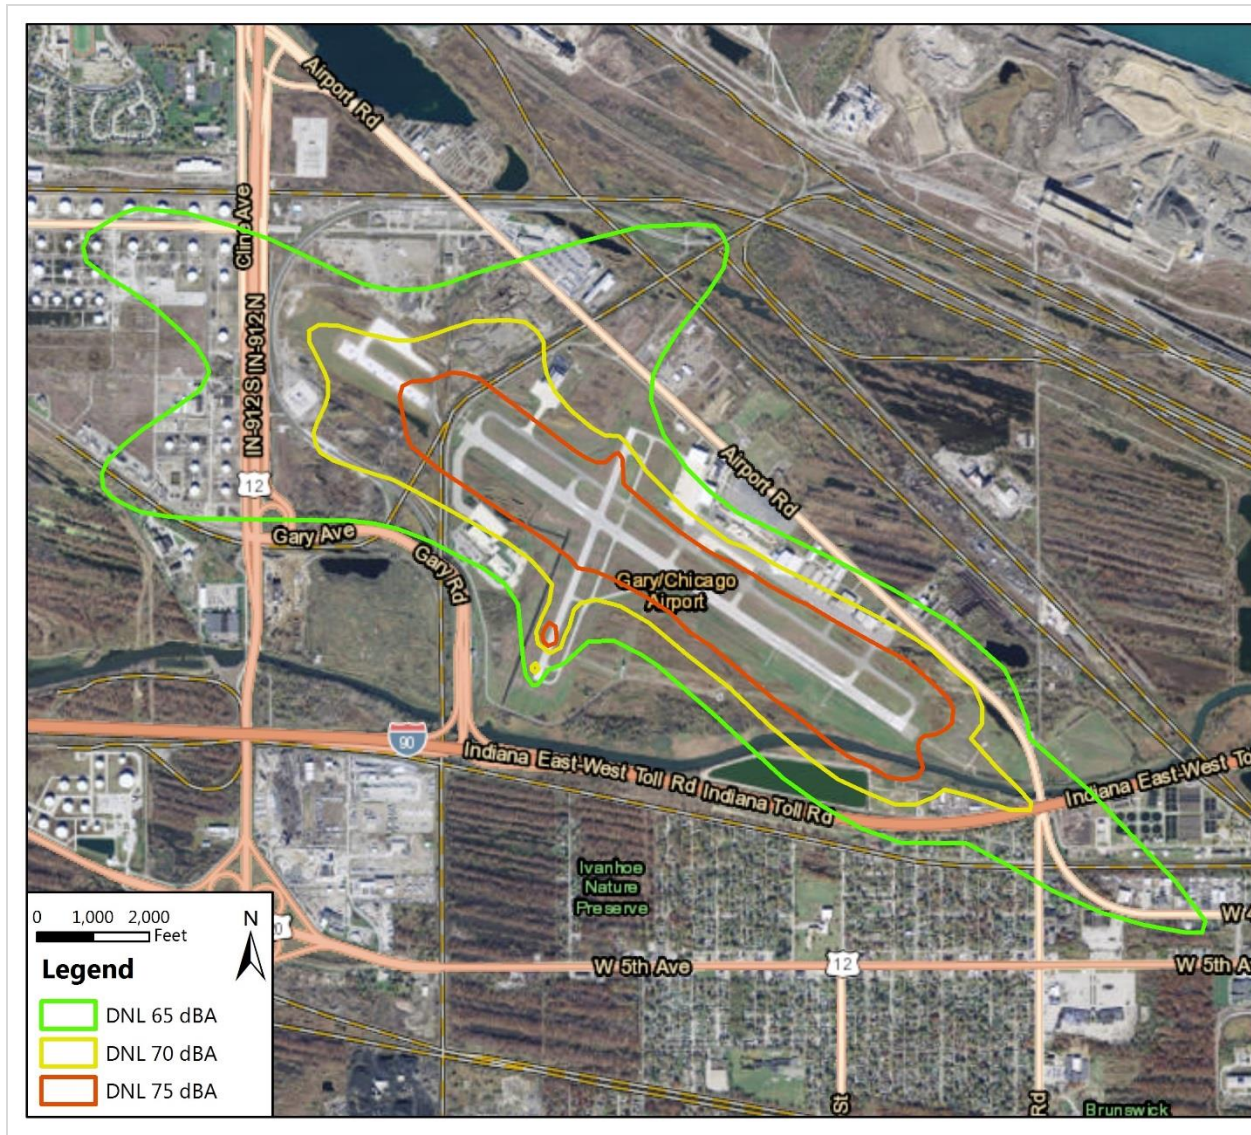 Airport Rd
Cline Ave
IN-912 S IN-912 N
12
Gary Ave
Gary Rd
Airport Rd
Gary/Chicago
Airport
90
Indiana East-West Toll Rd Indiana Toll Rd
Indiana East-West To
Ivanhoe
Nature
Preserve
W 4
W 5th Ave
12
W 5th A
St
Rd
Brunswick
0 1,000 2,000
Feet
N
Legend
DNL 65 dBA
DNL 70 dBA
DNL 75 dBA